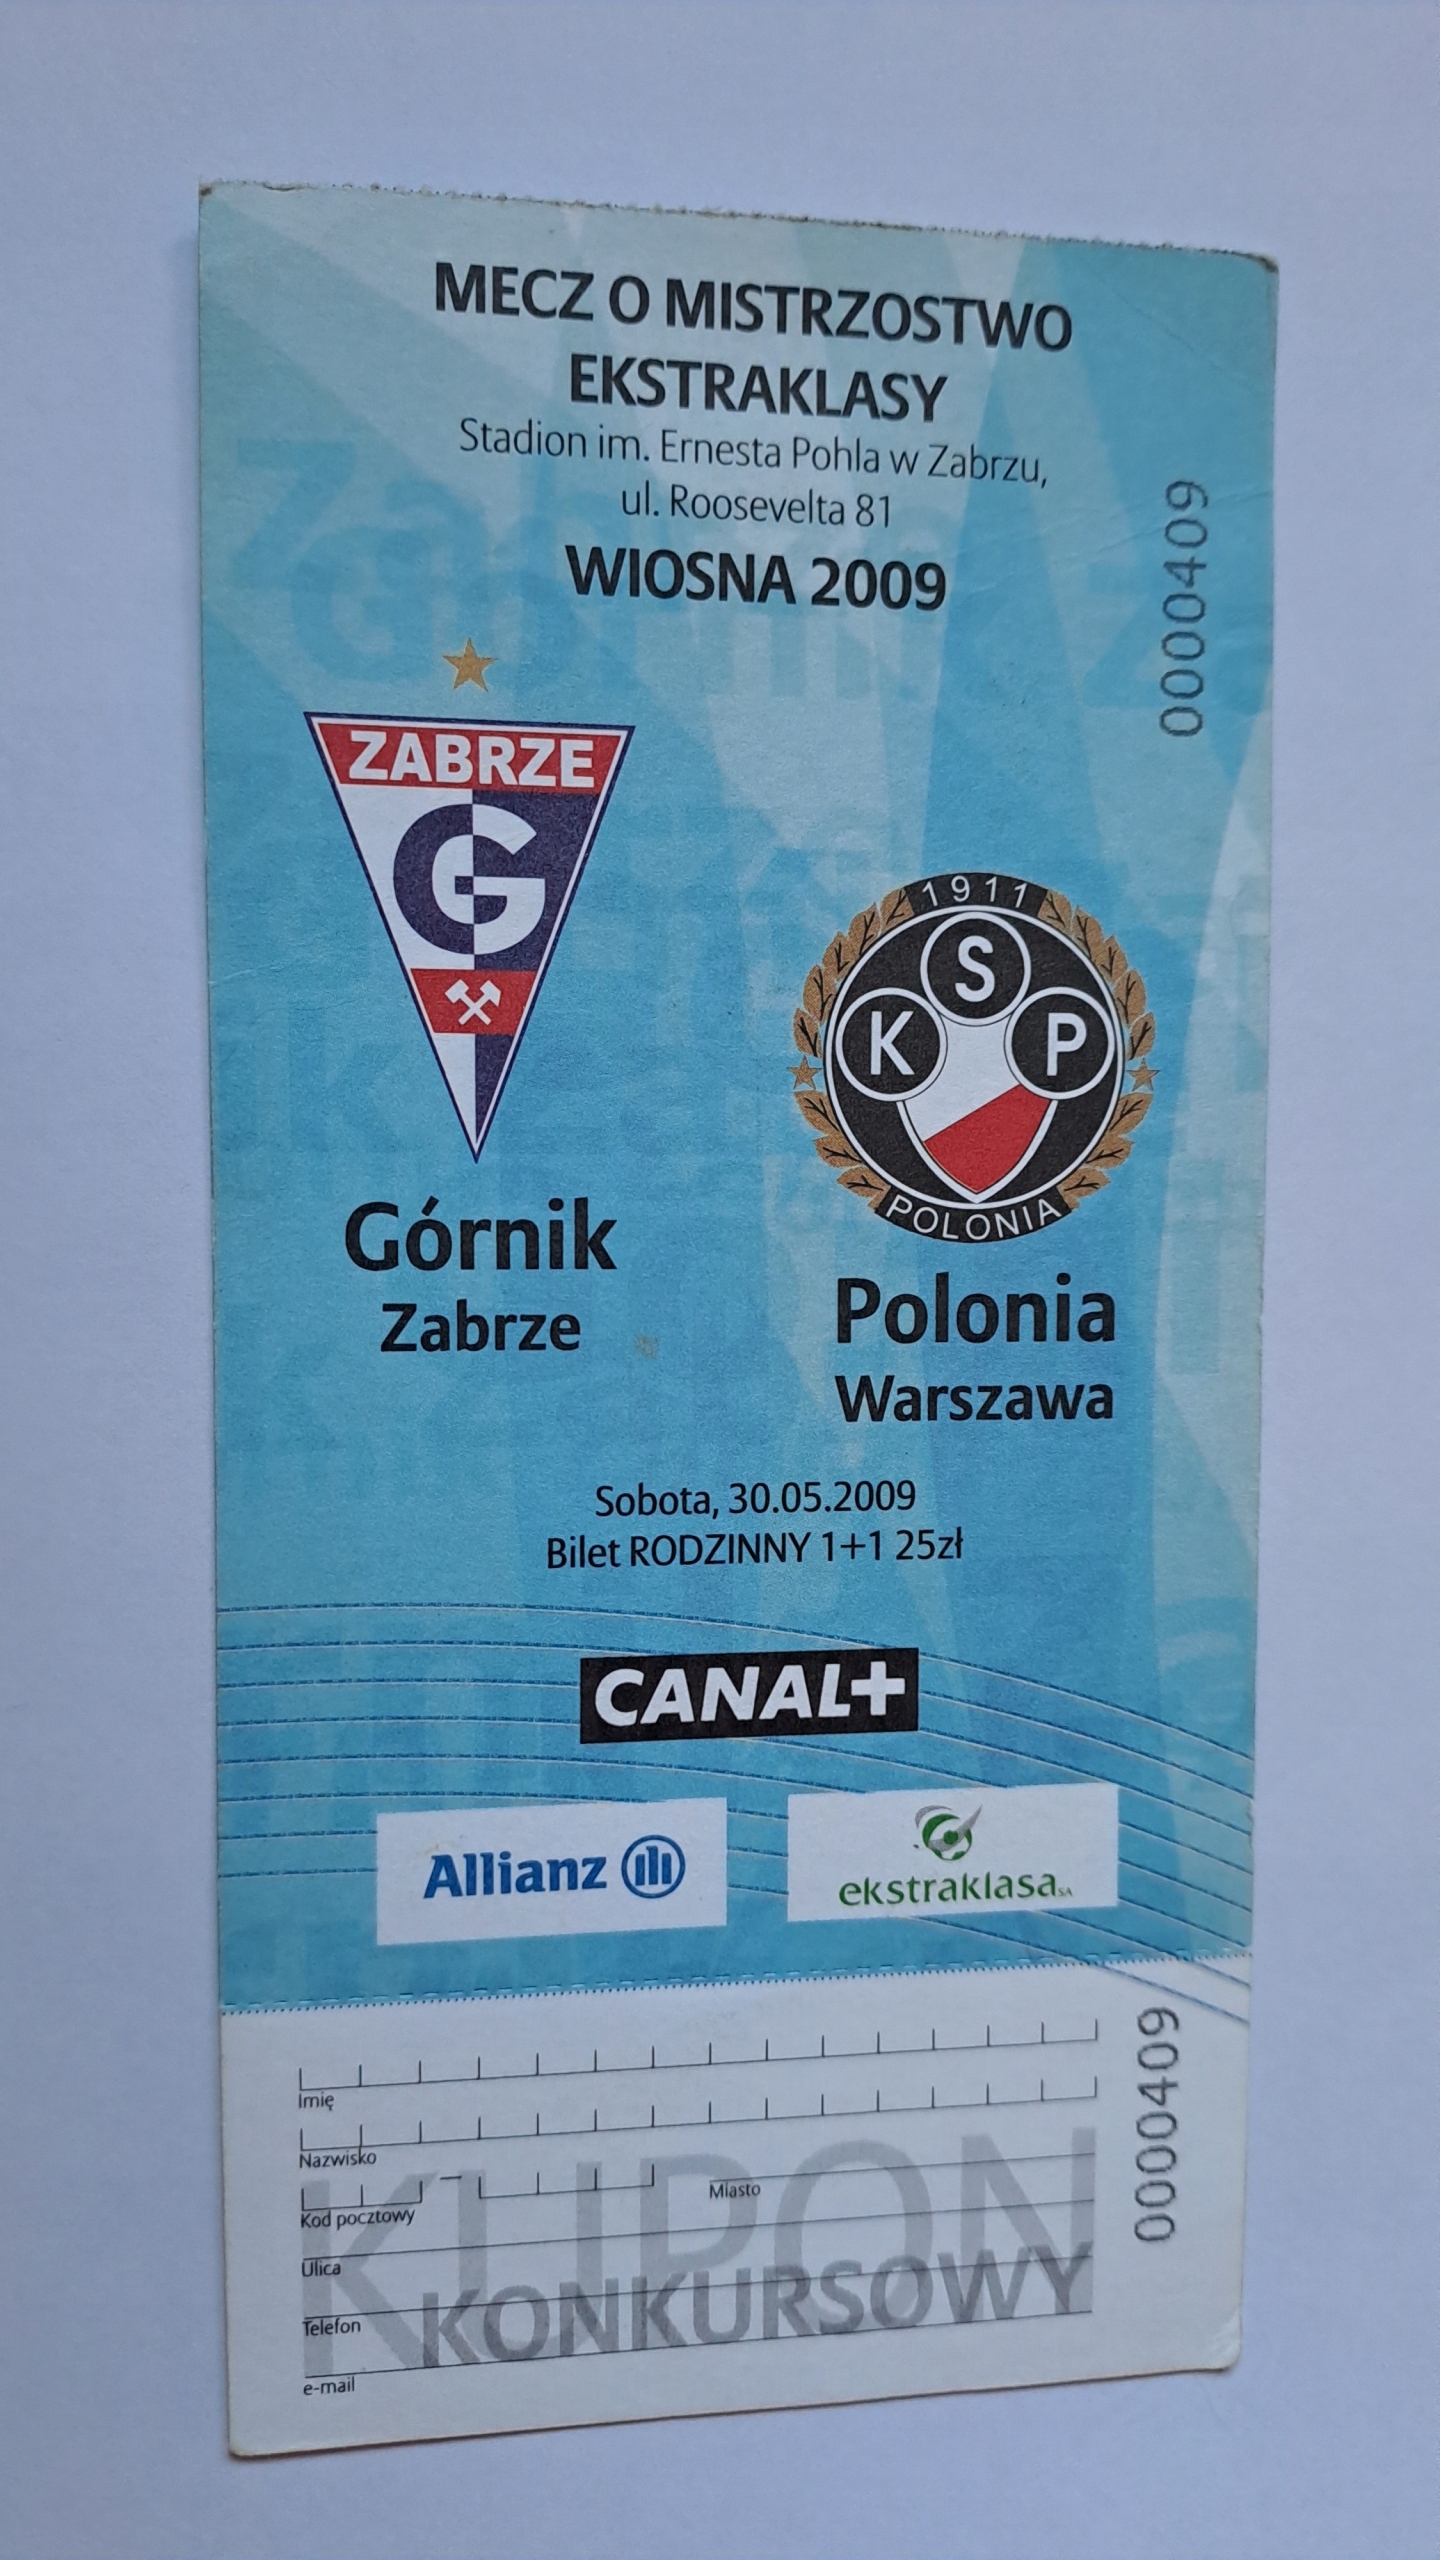 MECZ O MISTRZOSTWO
EKSTRAKLASY
Stadion im. Ernesta Pohla w Zabrzu,
ul. Roosevelta 81
WIOSNA 2009
0000409
ZABRZE
G
1911
K S P
POLONIA
Górnik
Zabrze
Polonia
Warszawa
Sobota, 30.05.2009
Bilet RODZINNY 1+1 25zł
CANAL+
Allianz
ekstraklasa SA
0000409
Imię
Nazwisko
Kod pocztowy
Miasto
Ulica
Telefon
e-mail
KUPON
KONKURSOWY